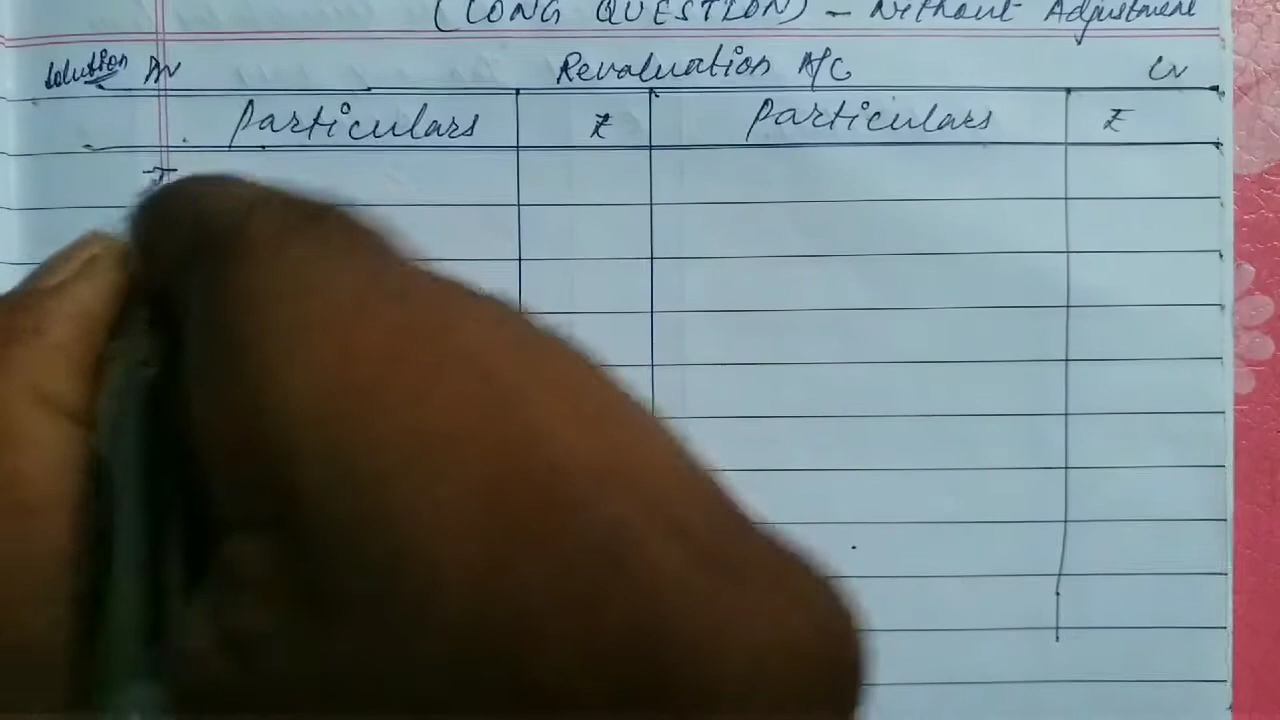 (LONG QUESTION) - Without Adjustment
Solution Dr Revaluation A/C Cr
Particulars ₹ Particulars ₹